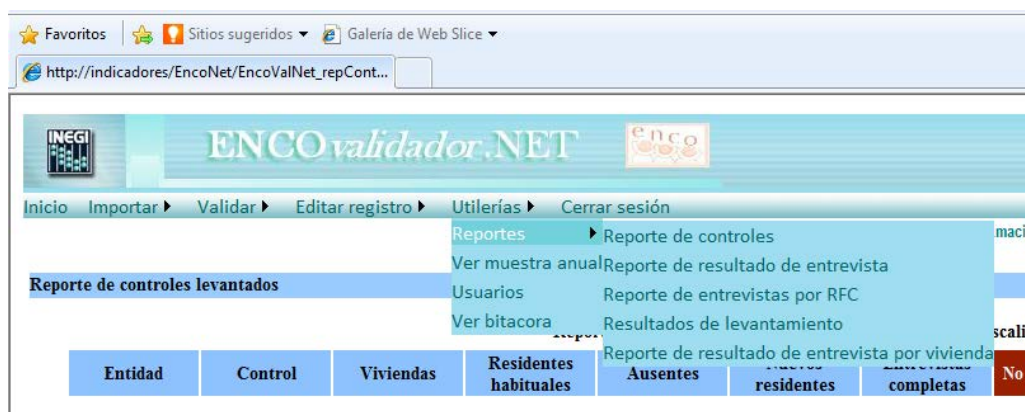 Favoritos Sitios sugeridos Galería de Web Slice
http://indicadores/EncoNet/EncoValNet_repCont...
INEGI ENCOvalidador.NET enco
Inicio Importar Validar Editar registro Utilerías Cerrar sesión
Reportes Reporte de controles
Ver muestra anual Reporte de resultado de entrevista
Reporte de controles levantados
Usuarios Reporte de entrevistas por RFC
Ver bitacora Resultados de levantamiento
Reporte de resultado de entrevista por vivienda
Entidad Control Viviendas Residentes habituales Ausentes residentes completas No